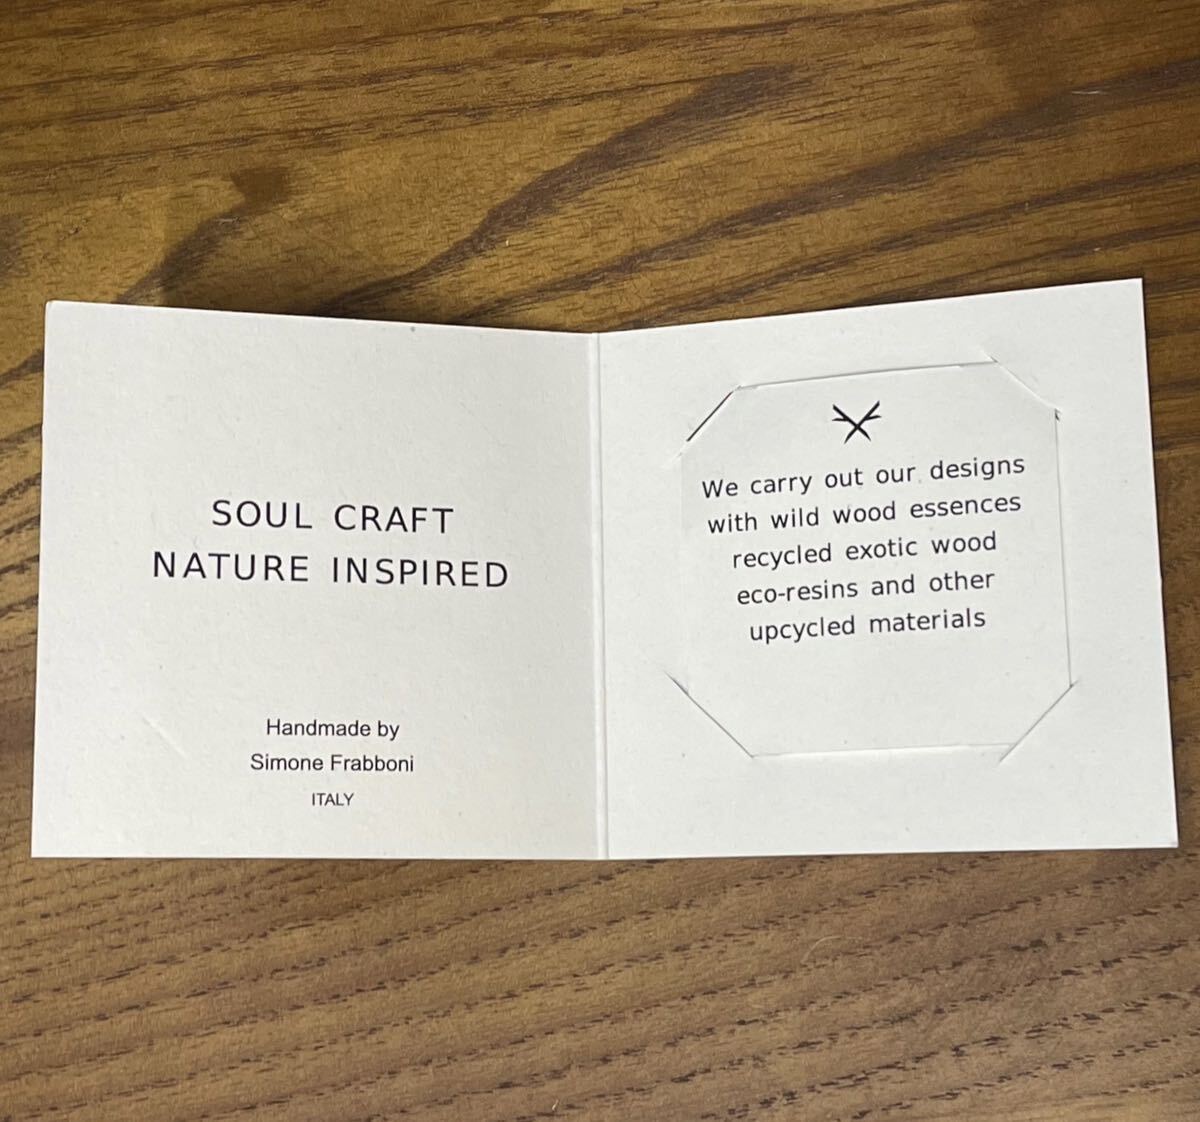 SOUL CRAFT
NATURE INSPIRED
Handmade by
Simone Frabboni
ITALY
We carry out our designs
with wild wood essences
recycled exotic wood
eco-resins and other
upcycled materials